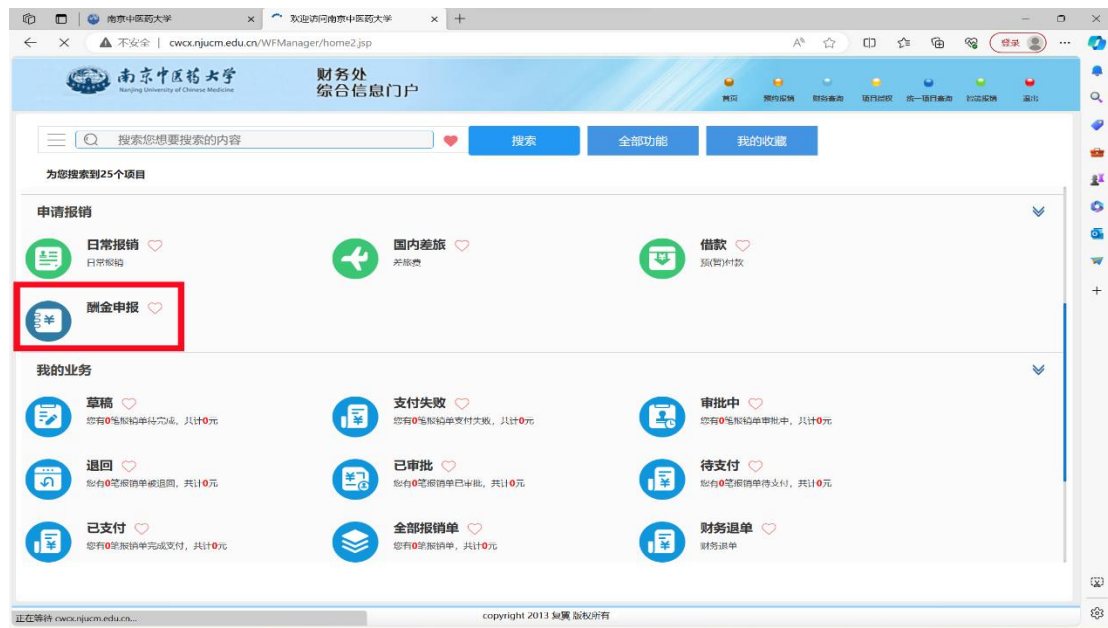 南京中医药大学
欢迎访问南京中医药大学
不安全 cwcx.njucm.edu.cn/WFManager/home2.jsp
登录
南京中医药大学
Nanjing University of Chinese Medicine
财务处
综合信息门户
首页 预约报销 财务查询 项目授权 统一项目查询 退出
搜索您想要搜索的内容 搜索 全部功能 我的收藏
为您搜索到25个项目
申请报销
日常报销 国内差旅 借款
日常报销 差旅费 预(暂)付款
酬金申报
我的业务
草稿 支付失败 审批中
您有0笔报销单待完成，共计0元 您有0笔报销单支付失败，共计0元 您有0笔报销单审批中，共计0元
退回 已审批 待支付
您有0笔报销单被退回，共计0元 您有0笔报销单已审批，共计0元 您有0笔报销单待支付，共计0元
已支付 全部报销单 财务退单
您有0笔报销单完成支付，共计0元 您有0笔报销单，共计0元 财务退单
正在等待 cwcx.njucm.edu.cn...
copyright 2013 复翼 版权所有